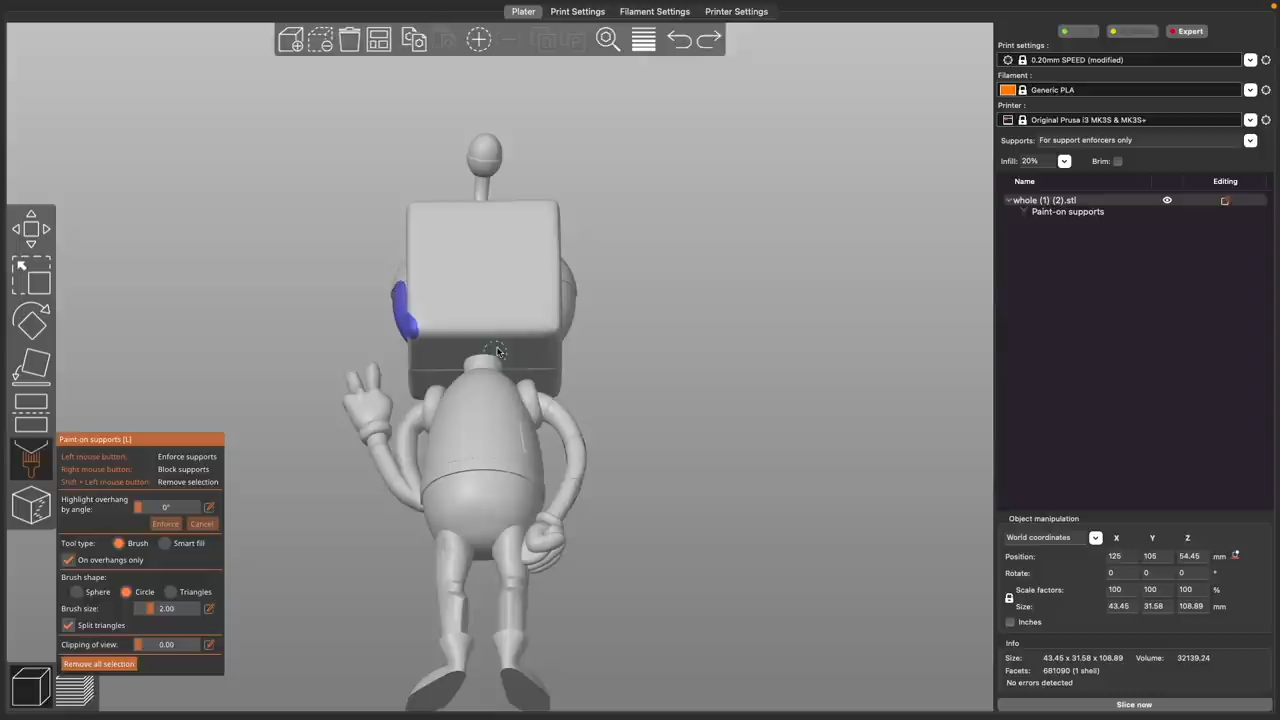 Plater Print Settings Filament Settings Printer Settings
Expert
Print settings :
0.20mm SPEED (modified)
Filament :
Generic PLA
Printer :
Original Prusa i3 MK3S & MK3S+
Supports: For support enforcers only
Infill: 20% Brim:
Name Editing
whole (1) (2).stl
Paint-on supports
Paint-on supports [L]
Left mouse button: Enforce supports
Right mouse button: Block supports
Shift + Left mouse button: Remove selection
Highlight overhang
by angle: 0°
Enforce Cancel
Tool type: Brush Smart fill
On overhangs only
Brush shape:
Sphere Circle Triangles
Brush size: 2.00
Split triangles
Clipping of view: 0.00
Remove all selection
Object manipulation
World coordinates X Y Z
Position: 125 105 54.45 mm
Rotate: 0 0 0 °
Scale factors: 100 100 100 %
Size: 43.45 31.58 108.89 mm
Inches
Info
Size: 43.45 x 31.58 x 108.89 Volume: 32139.24
Facets: 681090 (1 shell)
No errors detected
Slice now